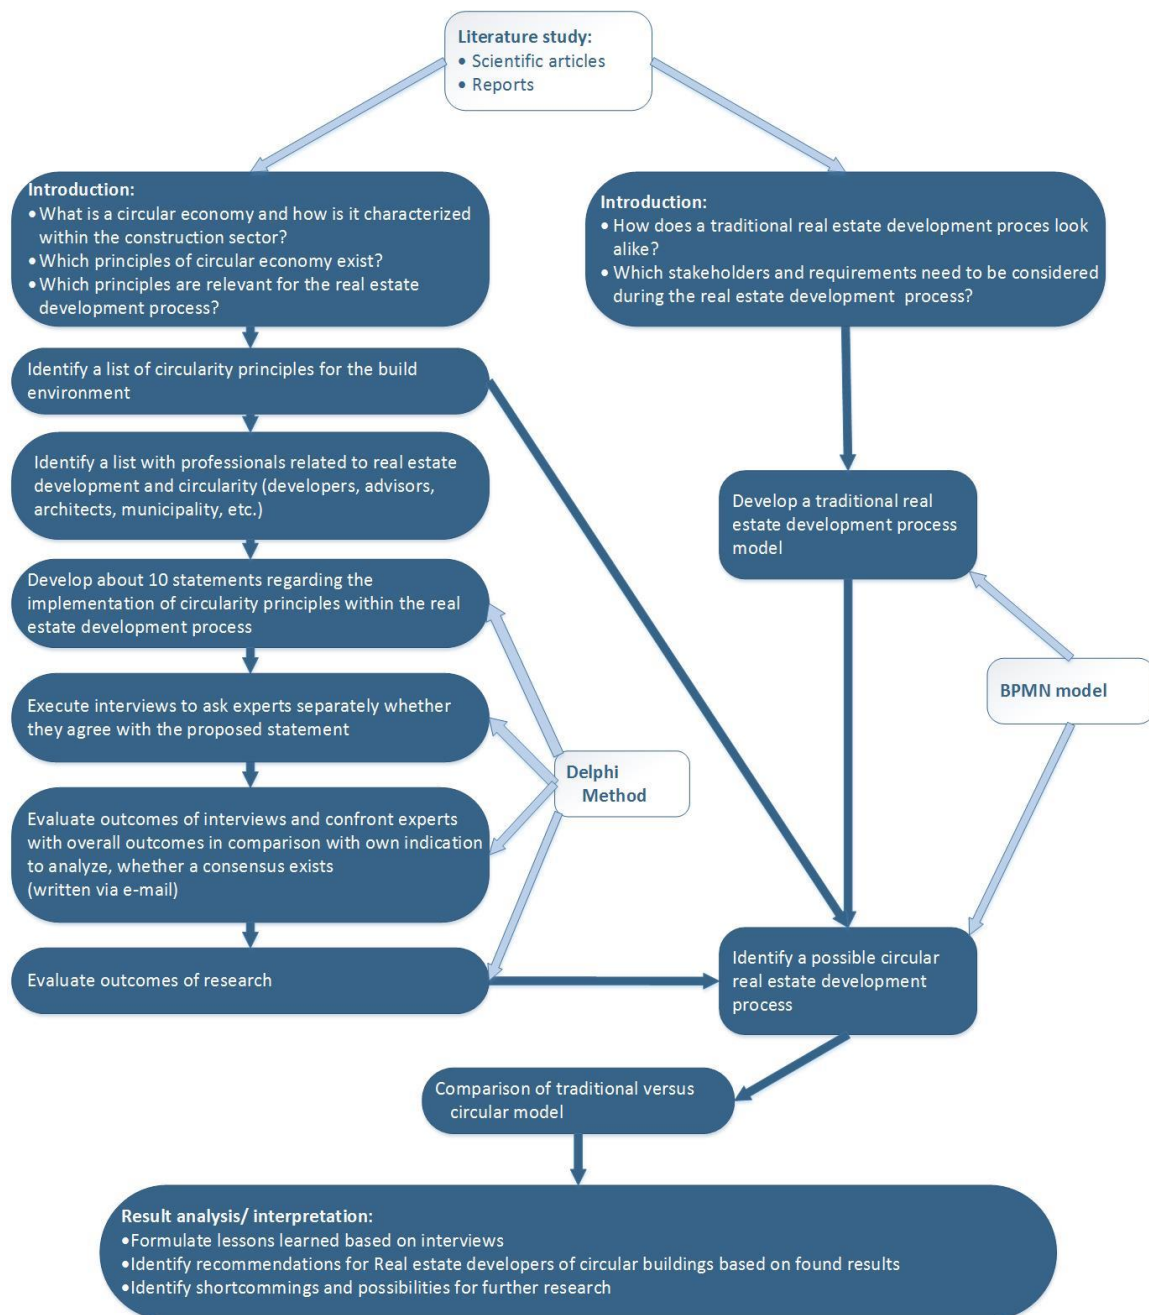 Literature study:
• Scientific articles
• Reports
Introduction:
• What is a circular economy and how is it characterized
within the construction sector?
• Which principles of circular economy exist?
• Which principles are relevant for the real estate
development process?
Introduction:
• How does a traditional real estate development proces look
alike?
• Which stakeholders and requirements need to be considered
during the real estate development process?
Identify a list of circularity principles for the build
environment
Identify a list with professionals related to real estate
development and circularity (developers, advisors,
architects, municipality, etc.)
Develop a traditional real
estate development process
model
Develop about 10 statements regarding the
implementation of circularity principles within the real
estate development process
BPMN model
Execute interviews to ask experts separately whether
they agree with the proposed statement
Delphi
Method
Evaluate outcomes of interviews and confront experts
with overall outcomes in comparison with own indication
to analyze, whether a consensus exists
(written via e-mail)
Evaluate outcomes of research
Identify a possible circular
real estate development
process
Comparison of traditional versus
circular model
Result analysis/ interpretation:
•Formulate lessons learned based on interviews
•Identify recommendations for Real estate developers of circular buildings based on found results
•Identify shortcommings and possibilities for further research